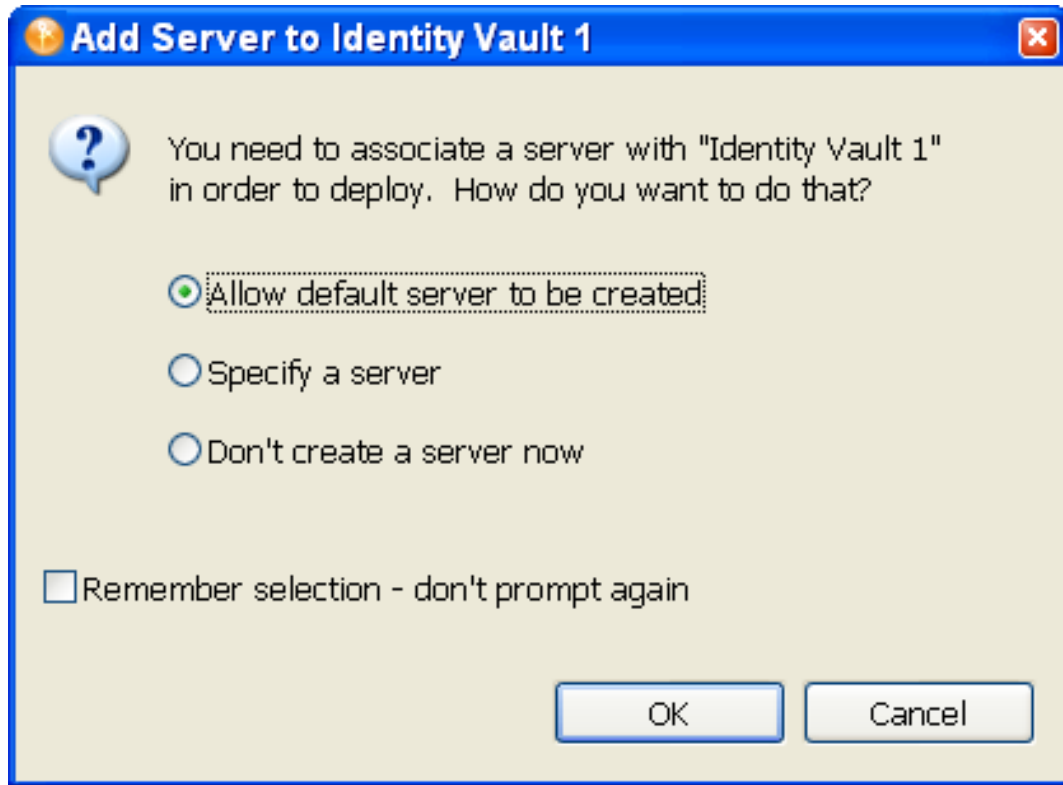 Add Server to Identity Vault 1
You need to associate a server with "Identity Vault 1"
in order to deploy.  How do you want to do that?
Allow default server to be created
Specify a server
Don't create a server now
Remember selection - don't prompt again
OK
Cancel